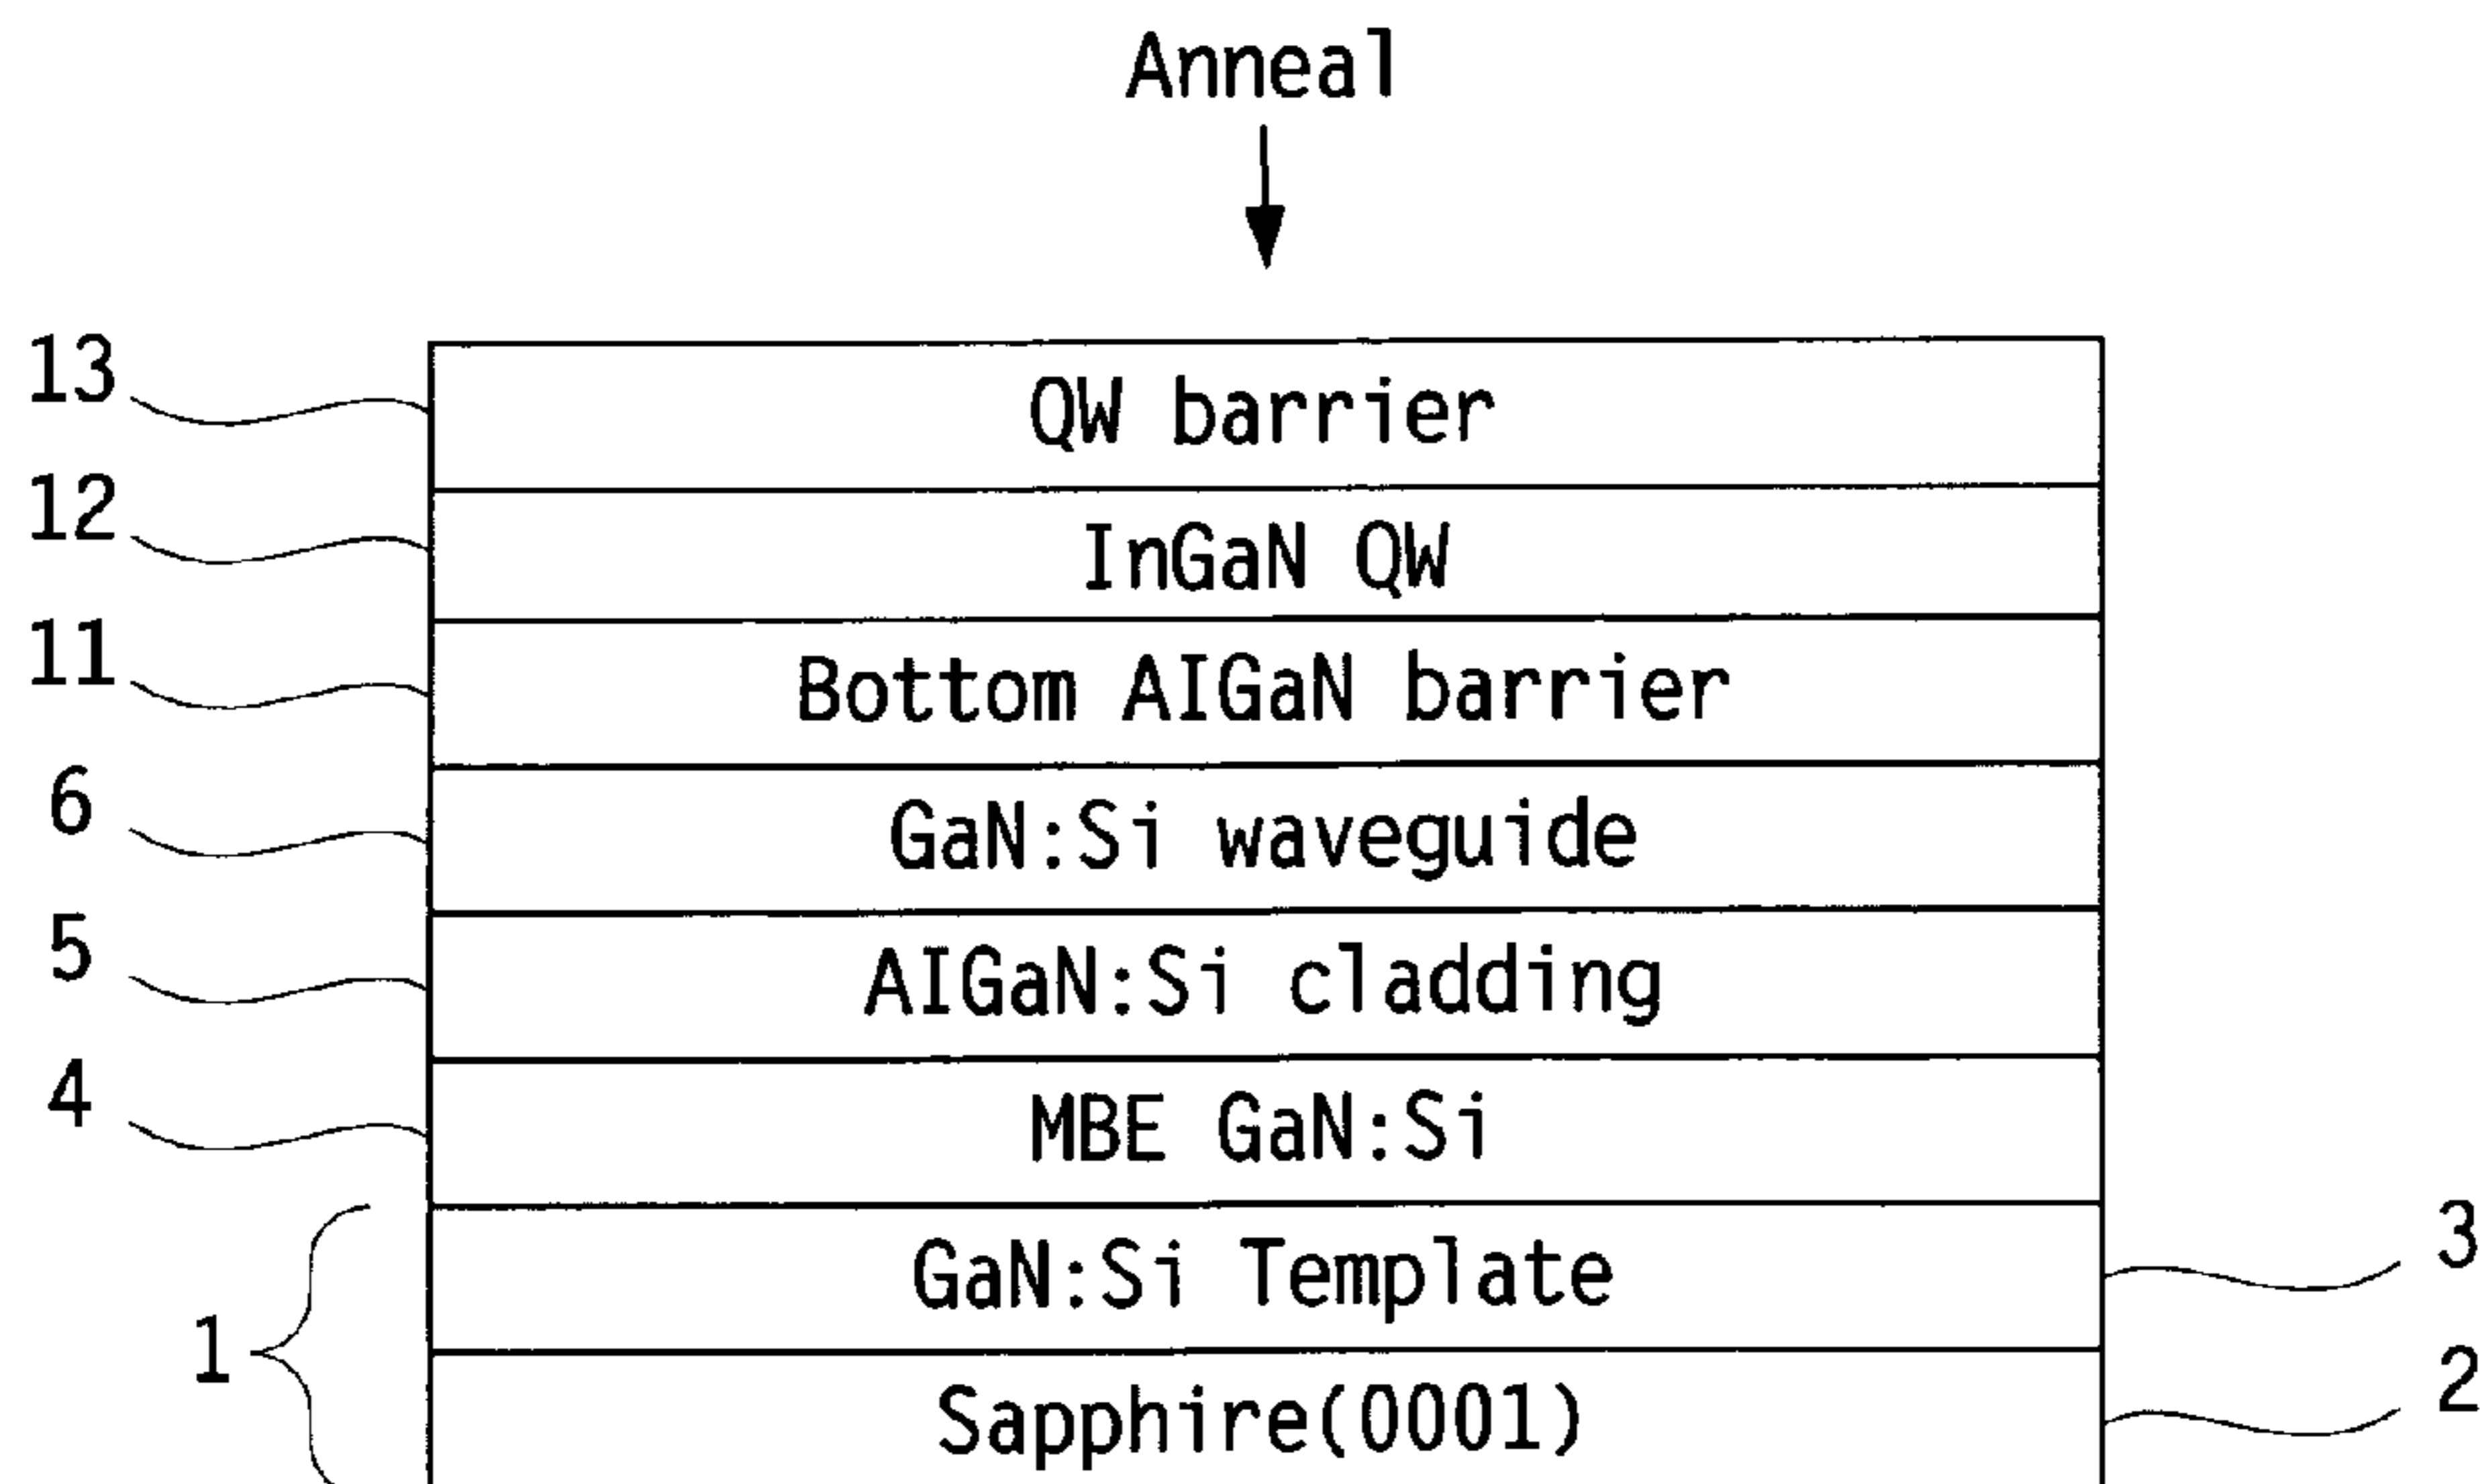 Anneal
13 QW barrier
12 InGaN QW
11 Bottom AIGaN barrier
6 GaN:Si waveguide
5 AIGaN:Si cladding
4 MBE GaN:Si
GaN:Si Template 3
1
Sapphire(0001) 2